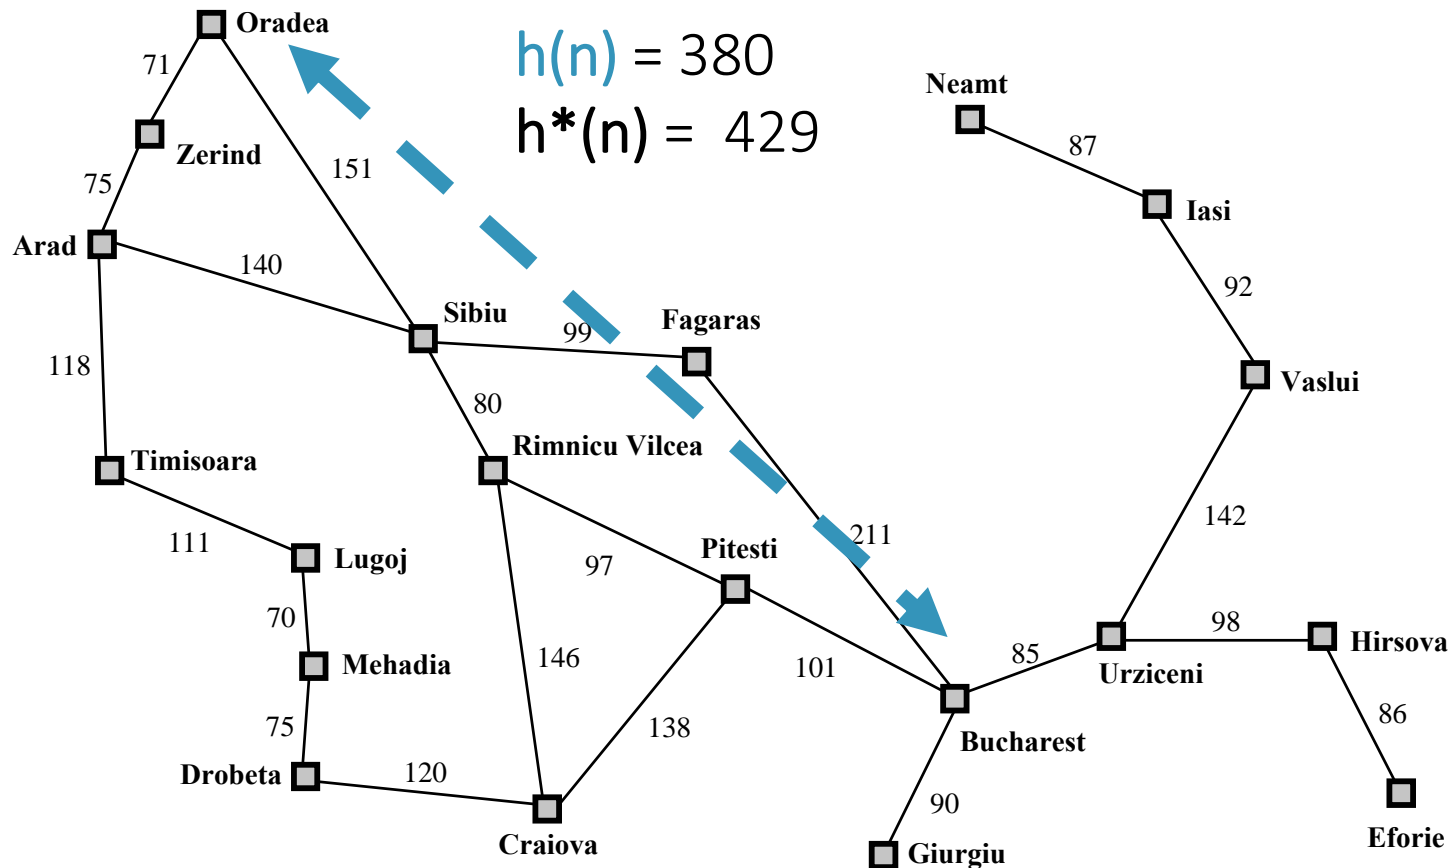 Oradea
h(n) = 380
h*(n) = 429
Neamt
71
87
Zerind
151
75
Iasi
Arad
140
92
Sibiu
Fagaras
99
118
Vaslui
80
Rimnicu Vilcea
Timisoara
142
211
111
Lugoj
97
Pitesti
70
98
Hirsova
146
85
Mehadia
101
Urziceni
75
138
86
Bucharest
Drobeta
120
90
Craiova
Eforie
Giurgiu